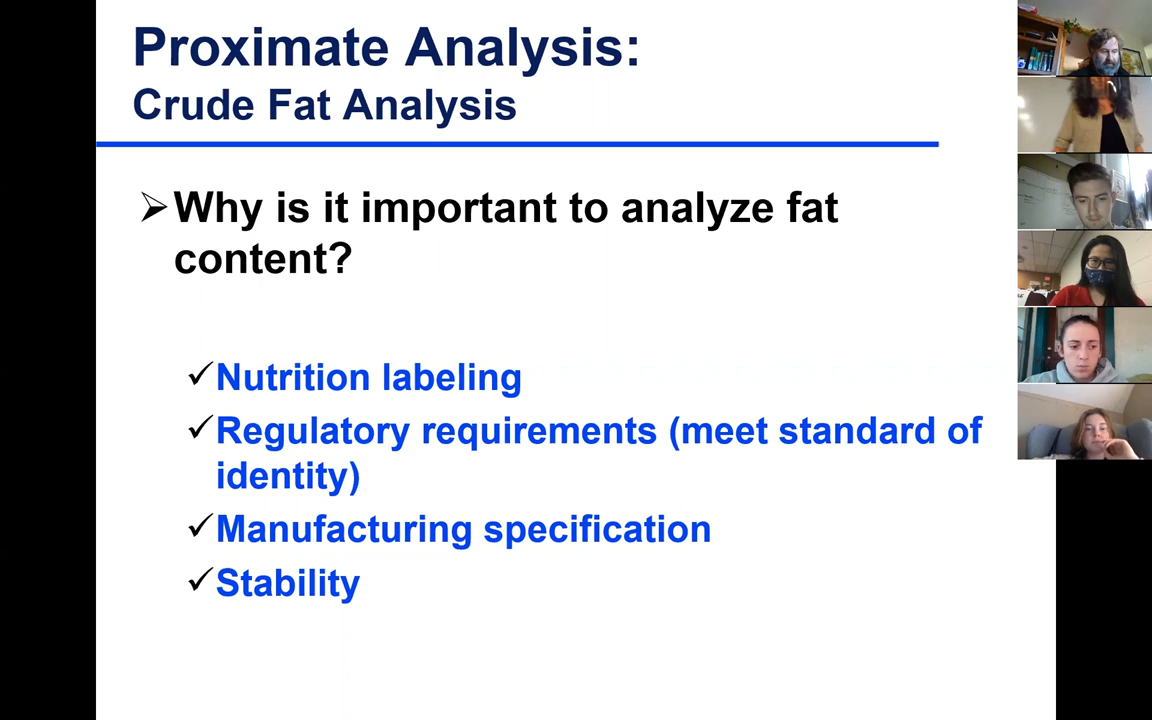 Proximate Analysis:
Crude Fat Analysis
➢Why is it important to analyze fat
content?
✓Nutrition labeling
✓Regulatory requirements (meet standard of
identity)
✓Manufacturing specification
✓Stability